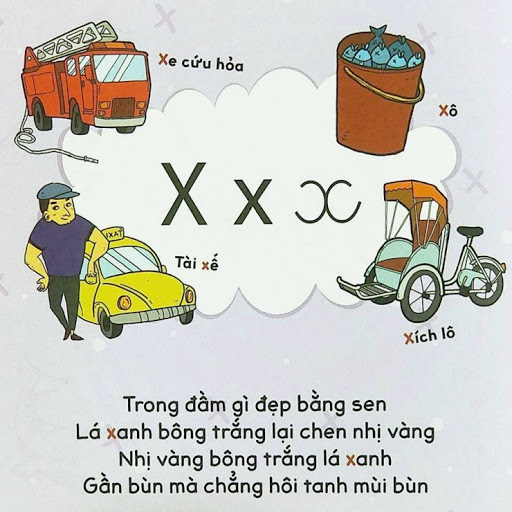 Xe cứu hỏa
Xô
X x x
TAXI
Tài xế
Xích lô
Trong đầm gì đẹp bằng sen
Lá xanh bông trắng lại chen nhị vàng
Nhị vàng bông trắng lá xanh
Gần bùn mà chẳng hôi tanh mùi bùn